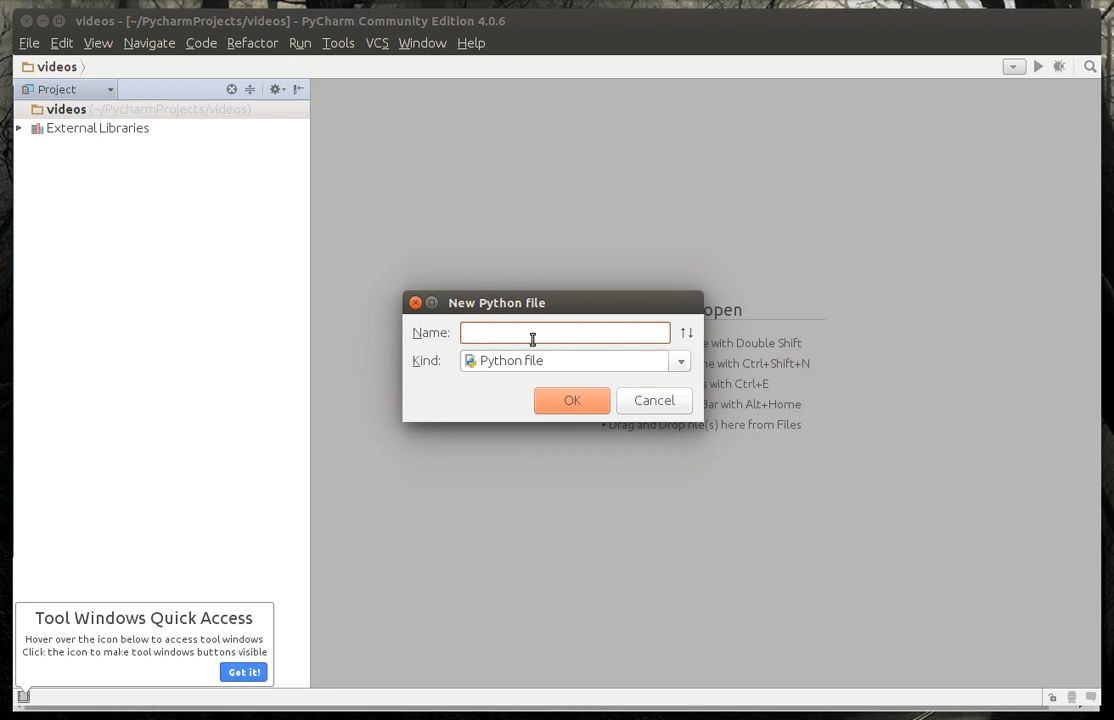 videos - [~/PycharmProjects/videos] - PyCharm Community Edition 4.0.6
File Edit View Navigate Code Refactor Run Tools VCS Window Help
videos
Project
videos (~/PycharmProjects/videos)
External Libraries
New Python file
Name:
Kind: Python file
OK Cancel
open
e with Double Shift
me with Ctrl+Shift+N
s with Ctrl+E
Bar with Alt+Home
• Drag and Drop file(s) here from Files
Tool Windows Quick Access
Hover over the icon below to access tool windows
Click the icon to make tool windows buttons visible
Got it!